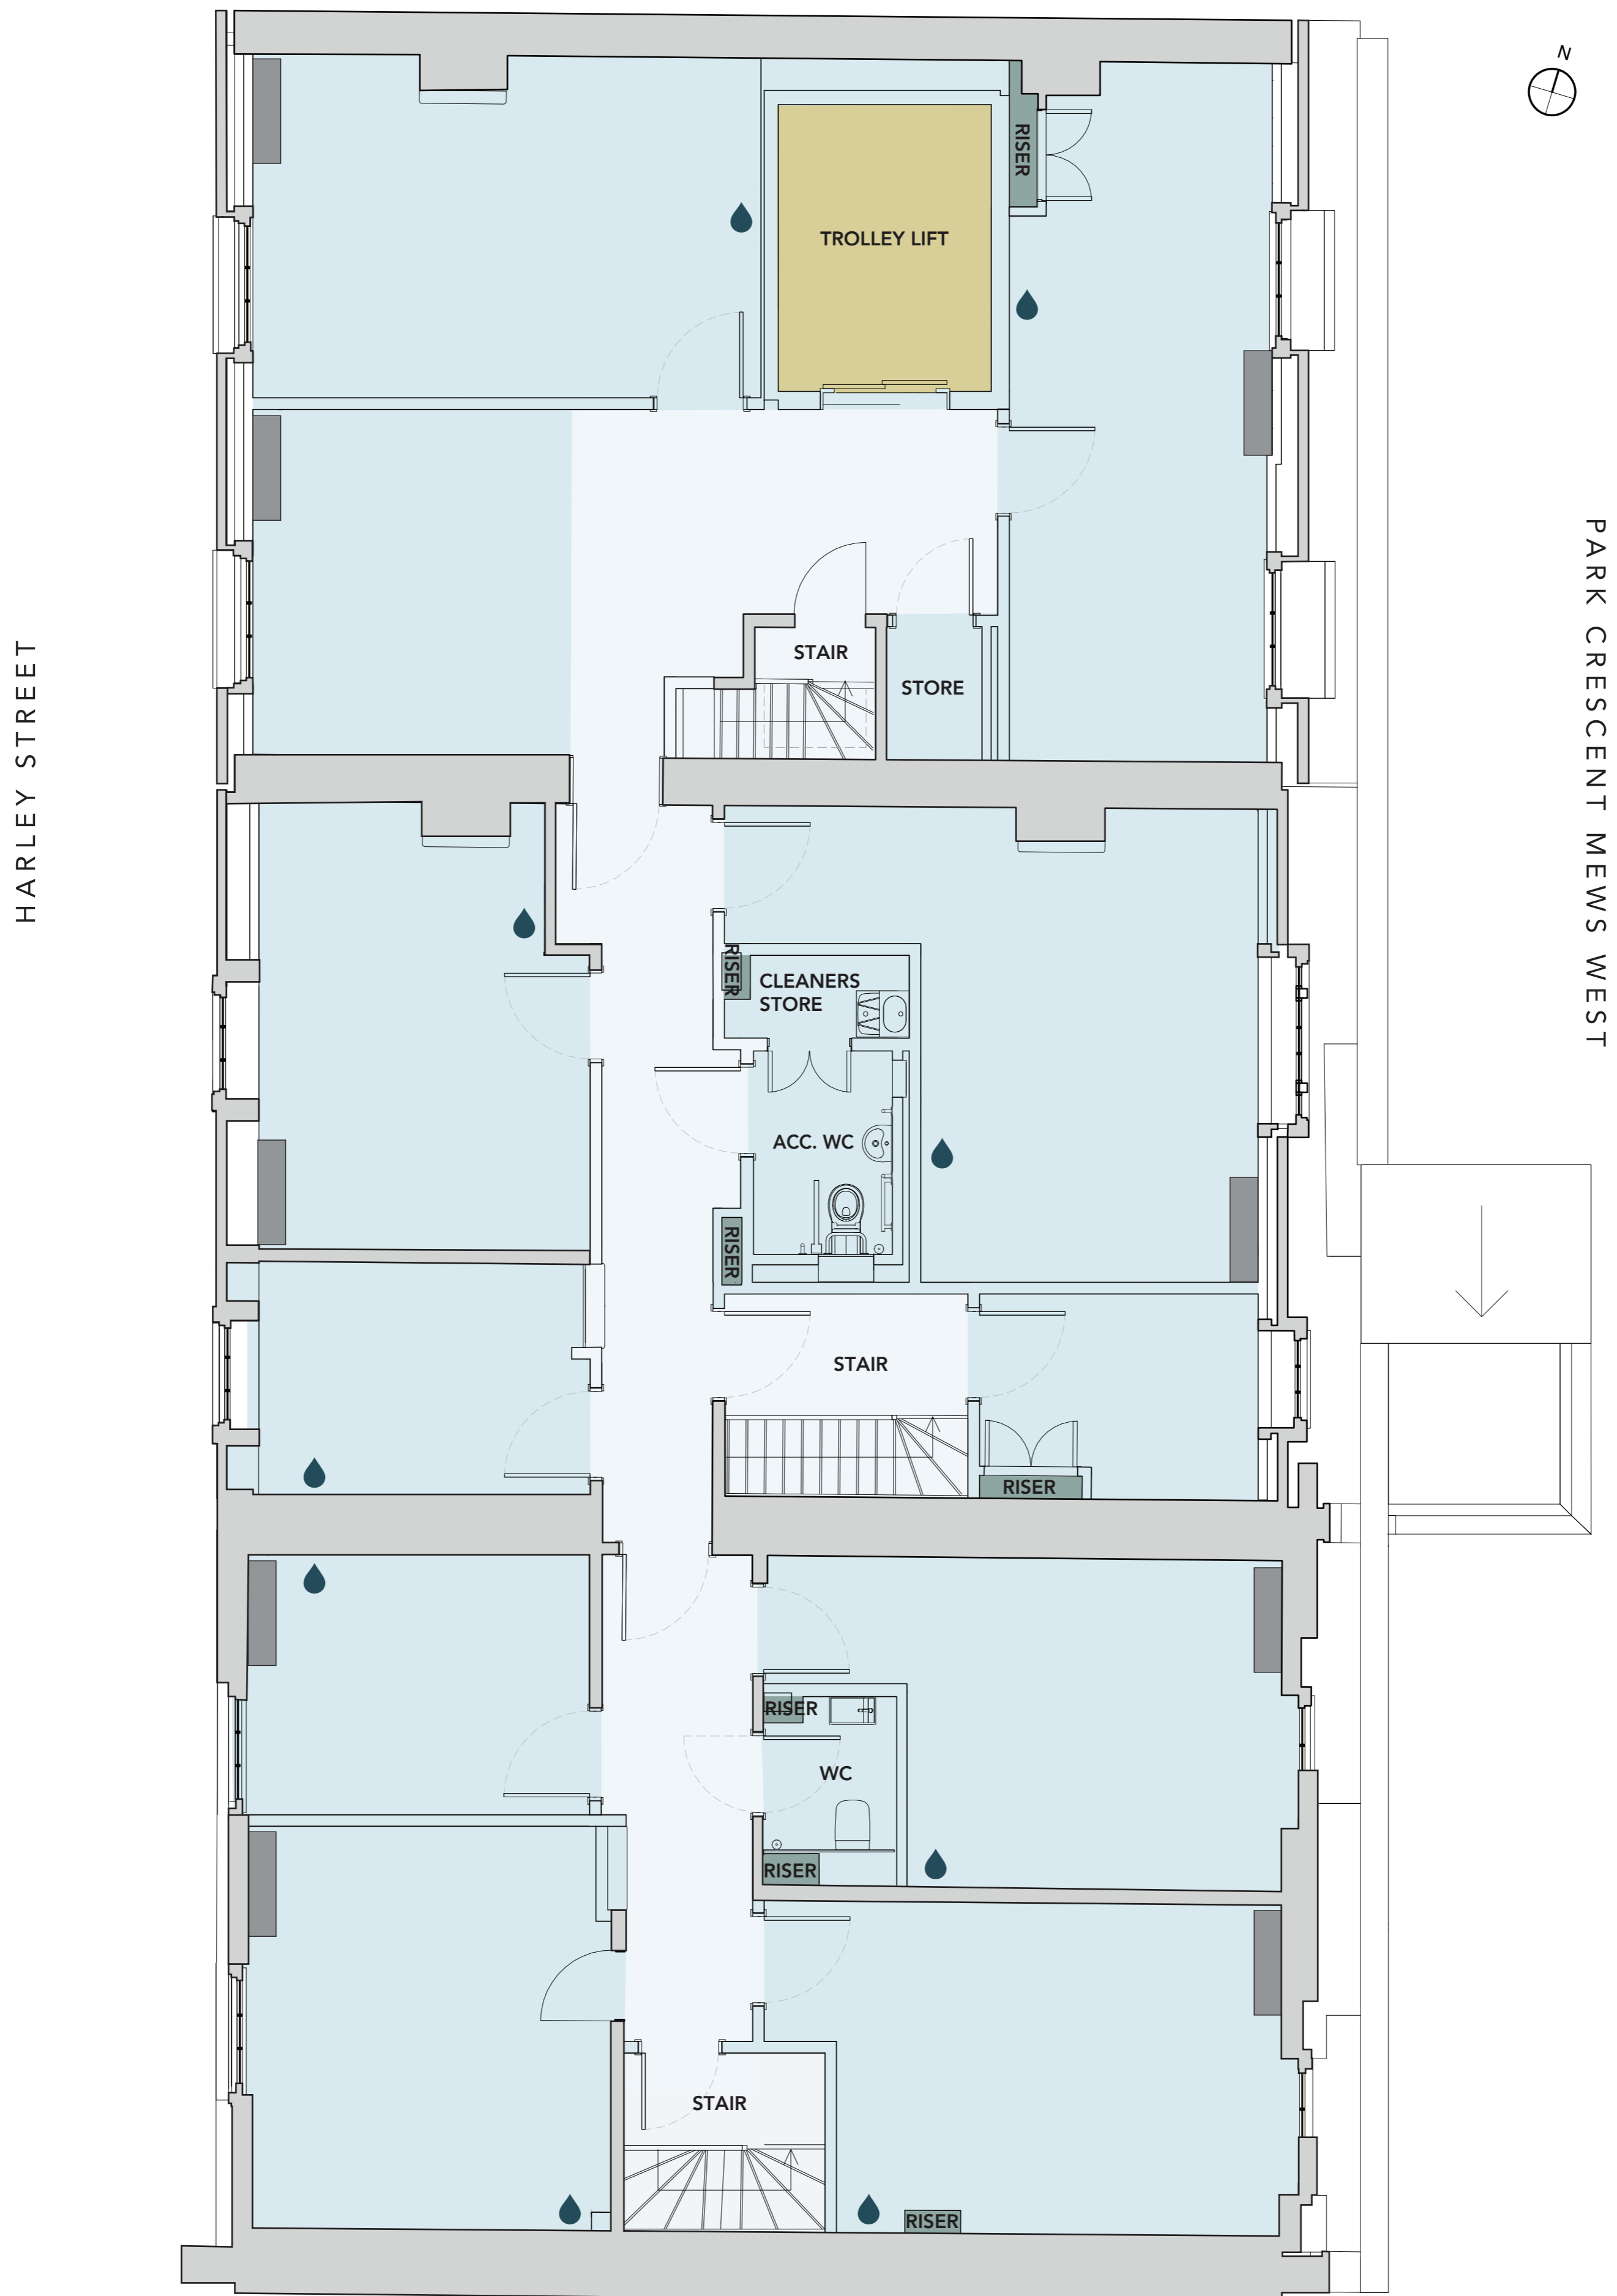 N
RISER
TROLLEY LIFT
STAIR
STORE
HARLEY STREET
PARK CRESCENT MEWS WEST
RISER
CLEANERS
STORE
ACC. WC
RISER
STAIR
RISER
RISER
WC
RISER
STAIR
RISER